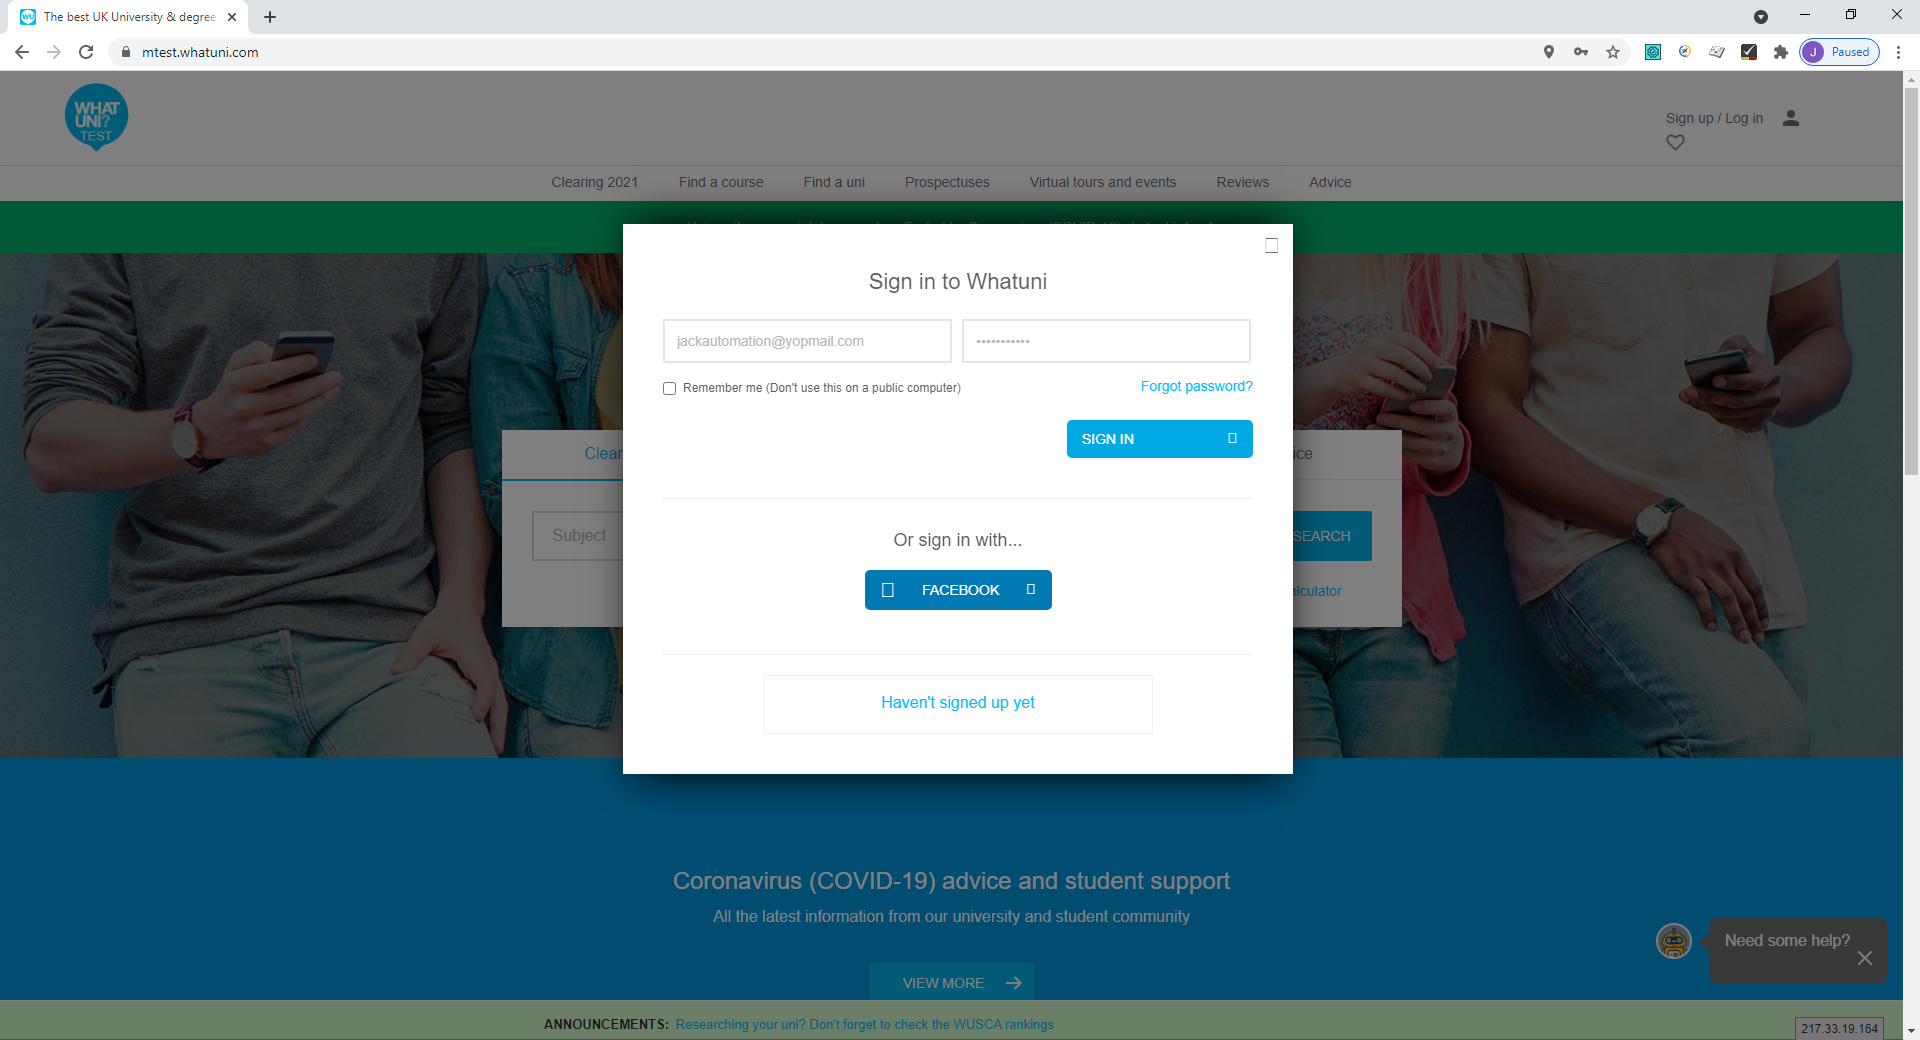 The best UK University & degree
mtest.whatuni.com
J Paused
WHAT
UNI?
TEST
Sign up / Log in
Clearing 2021
Find a course
Find a uni
Prospectuses
Virtual tours and events
Reviews
Advice
Sign in to Whatuni
jackautomation@yopmail.com
•••••••••••
Remember me (Don't use this on a public computer)
Forgot password?
SIGN IN
Clear
ice
Subject
SEARCH
Or sign in with...
FACEBOOK
alculator
Haven't signed up yet
Coronavirus (COVID-19) advice and student support
All the latest information from our university and student community
Need some help?
VIEW MORE
ANNOUNCEMENTS: Researching your uni? Don't forget to check the WUSCA rankings
217.33.19.164